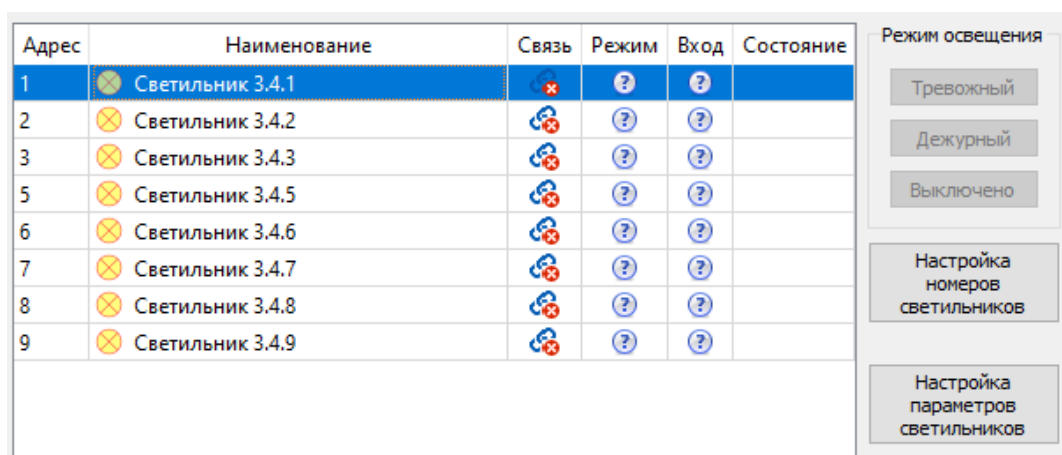 Адрес Наименование Связь Режим Вход Состояние
1 Светильник 3.4.1
2 Светильник 3.4.2
3 Светильник 3.4.3
5 Светильник 3.4.5
6 Светильник 3.4.6
7 Светильник 3.4.7
8 Светильник 3.4.8
9 Светильник 3.4.9
Режим освещения
Тревожный
Дежурный
Выключено
Настройка
номеров
светильников
Настройка
параметров
светильников